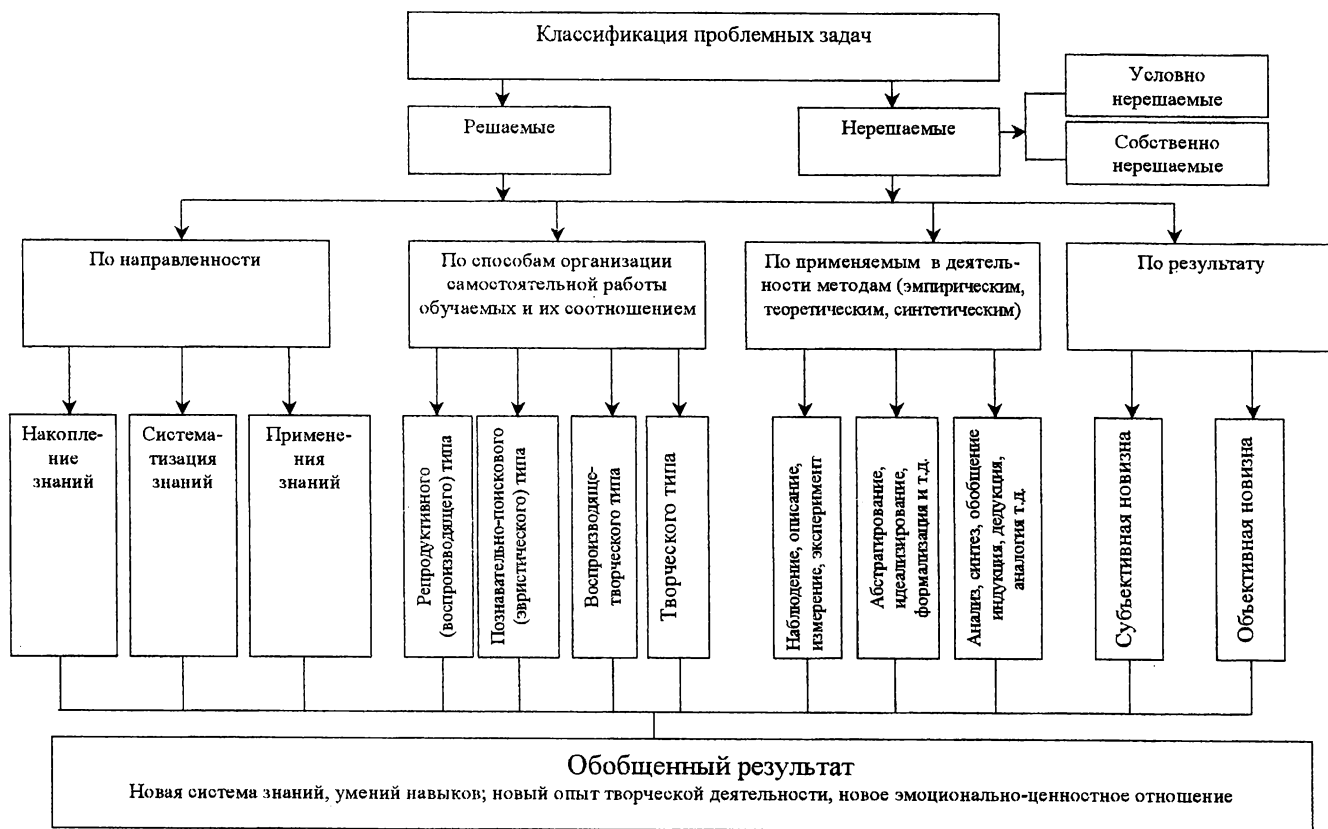 Классификация проблемных задач
Решаемые
Нерешаемые
Условно
нерешаемые
Собственно
нерешаемые
По направленности
По способам организации
самостоятельной работы
обучаемых и их соотношением
По применяемым в деятель-
ности методам (эмпирическим,
теоретическим, синтетическим)
По результату
Накопле-
ние
знаний
Система-
тизация
знаний
Примене-
ния
знаний
Репродуктивного
(воспроизводящего) типа
Познавательно-поискового
(эвристического) типа
Воспроизводяще-
творческого типа
Творческого типа
Наблюдение, описание,
измерение, эксперимент
Абстрагирование,
идеализирование,
формализация и т.д.
Анализ, синтез, обобщение
индукция, дедукция,
аналогия т.д.
Субъективная новизна
Объективная новизна
Обобщенный результат
Новая система знаний, умений навыков; новый опыт творческой деятельности, новое эмоционально-ценностное отношение